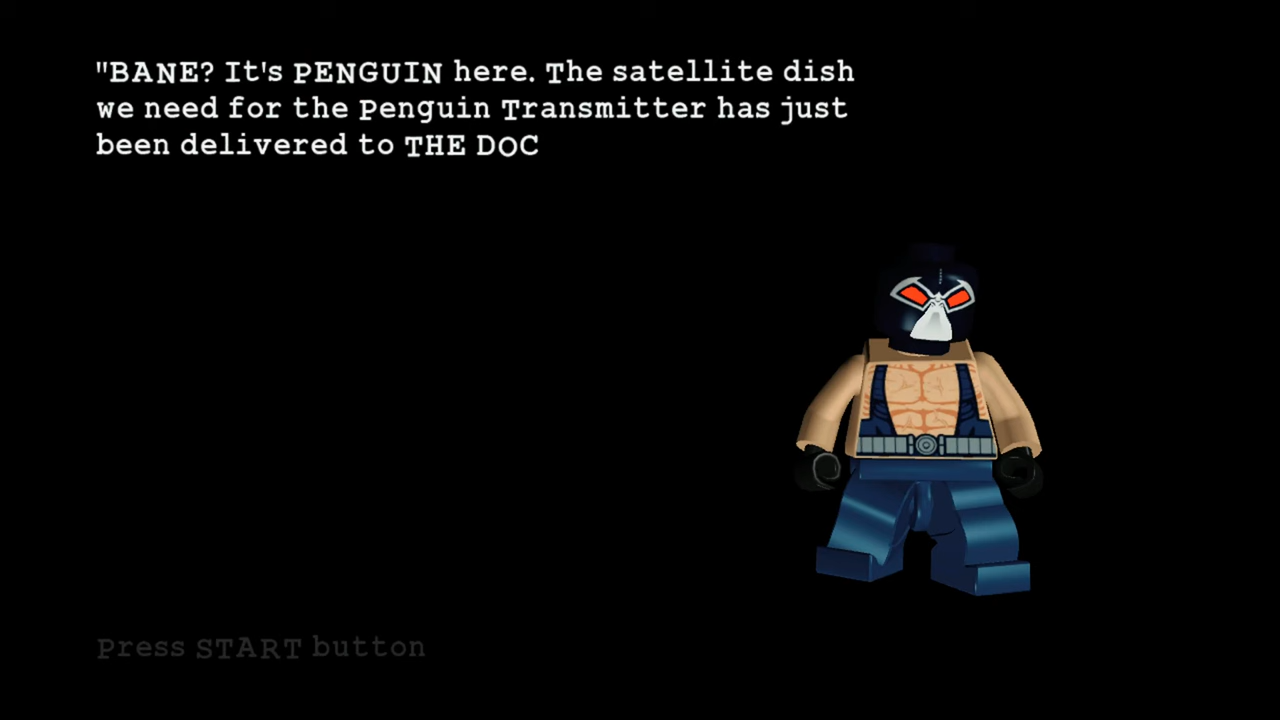 "BANE? It's PENGUIN here. The satellite dish
we need for the Penguin Transmitter has just
been delivered to THE DOC
Press START button